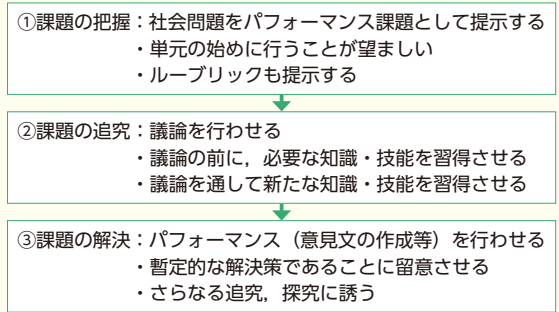 ①課題の把握：社会問題をパフォーマンス課題として提示する
・単元の始めに行うことが望ましい
・ルーブリックも提示する
②課題の追究：議論を行わせる
・議論の前に，必要な知識・技能を習得させる
・議論を通して新たな知識・技能を習得させる
③課題の解決：パフォーマンス（意見文の作成等）を行わせる
・暫定的な解決策であることに留意させる
・さらなる追究，探究に誘う